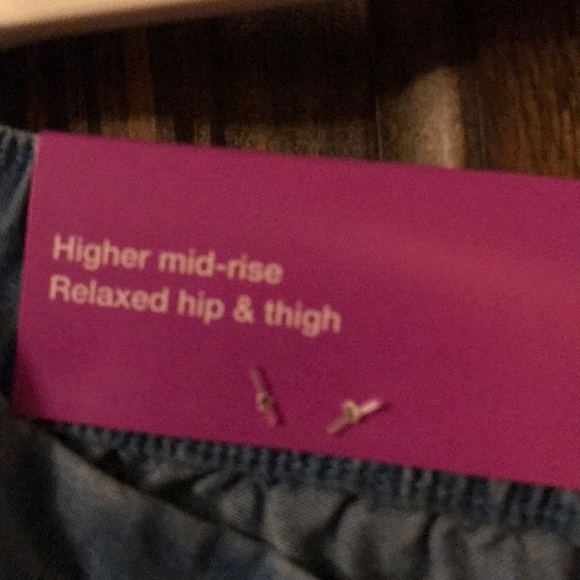 Higher mid-rise
Relaxed hip & thigh